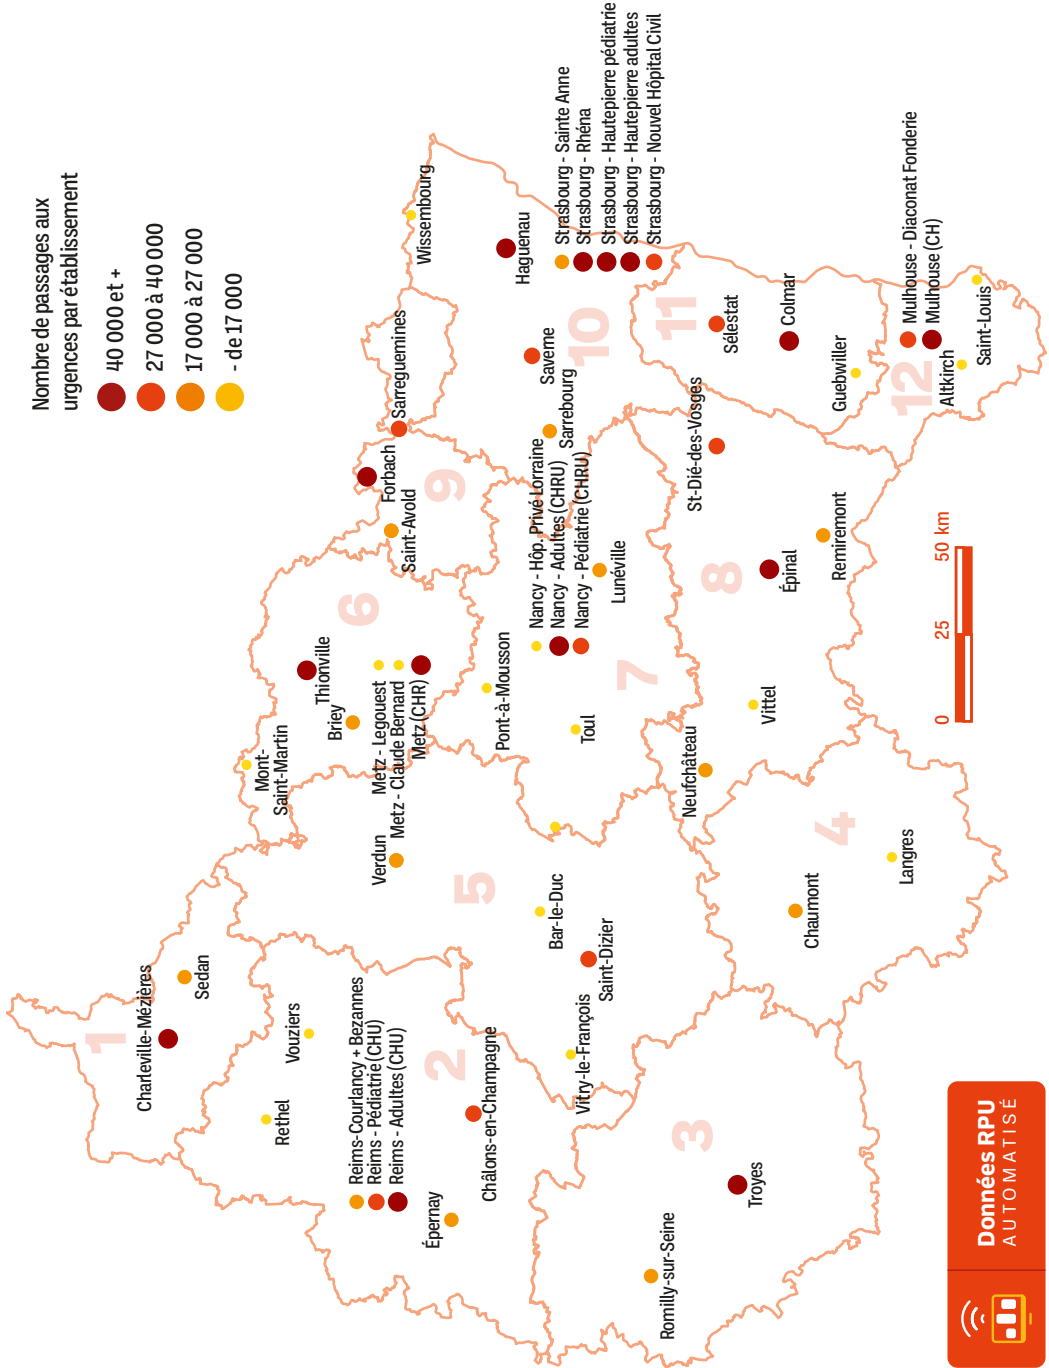 Nombre de passages aux
urgences par établissement
40 000 et +
27 000 à 40 000
17 000 à 27 000
- de 17 000
1
Charleville-Mézières
Sedan
Rethel
Vouziers
Reims-Courlancy + Bezannes
Reims - Pédiatrie (CHU)
Reims - Adultes (CHU)
2
Épernay
Châlons-en-Champagne
Vitry-le-François
3
Romilly-sur-Seine
Troyes
4
Chaumont
Langres
5
Verdun
Bar-le-Duc
Saint-Dizier
6
Mont-
Saint-Martin
Briey
Thionville
Metz - Legouest
Metz - Claude Bernard
Metz (CHR)
7
Pont-à-Mousson
Toul
Nancy - Hôp. Privé Lorraine
Nancy - Adultes (CHRU)
Nancy - Pédiatrie (CHRU)
Lunéville
8
Neufchâteau
Vittel
Épinal
Remiremont
St-Dié-des-Vosges
9
Saint-Avold
Forbach
Sarreguemines
10
Sarrebourg
Saverne
Haguenau
Wissembourg
Strasbourg - Sainte Anne
Strasbourg - Rhéna
Strasbourg - Hautepierre pédiatrie
Strasbourg - Hautepierre adultes
Strasbourg - Nouvel Hôpital Civil
11
Sélestat
Colmar
Guebwiller
12
Mulhouse - Diaconat Fonderie
Mulhouse (CH)
Altkirch
Saint-Louis
0
25
50 km
Données RPU
AUTOMATISÉ